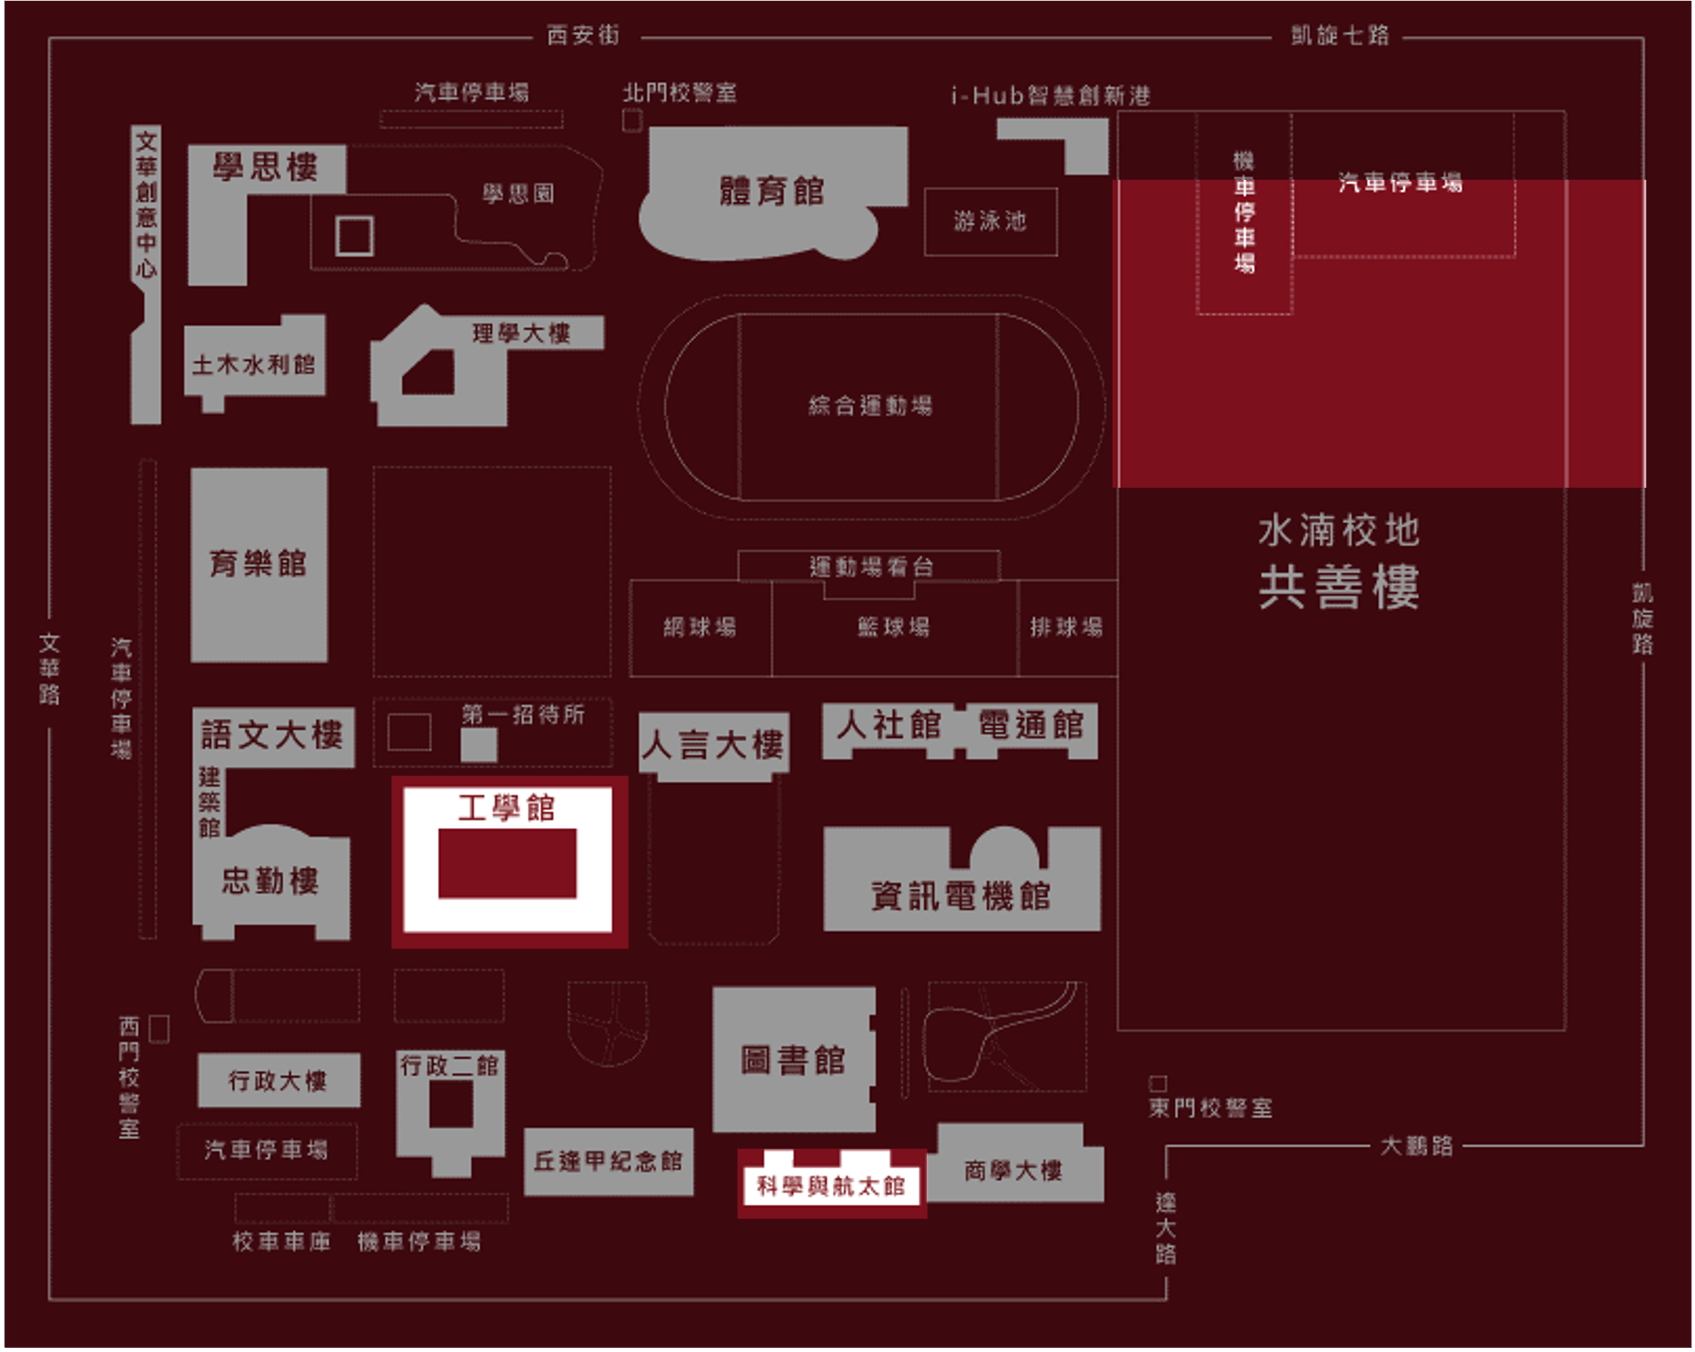 西安街
凱旋七路
汽車停車場
北門校警室
i-Hub智慧創新港
文華創意中心
學思樓
學思園
體育館
游泳池
機車停車場
汽車停車場
土木水利館
理學大樓
綜合運動場
水湳校地
共善樓
育樂館
運動場看台
網球場
籃球場
排球場
凱旋路
文華路
汽車停車場
語文大樓
第一招待所
人言大樓
人社館
電通館
建築館
工學館
忠勤樓
資訊電機館
西門校警室
行政大樓
行政二館
圖書館
東門校警室
汽車停車場
丘逢甲紀念館
科學與航太館
商學大樓
大鵬路
逢大路
校車車庫
機車停車場